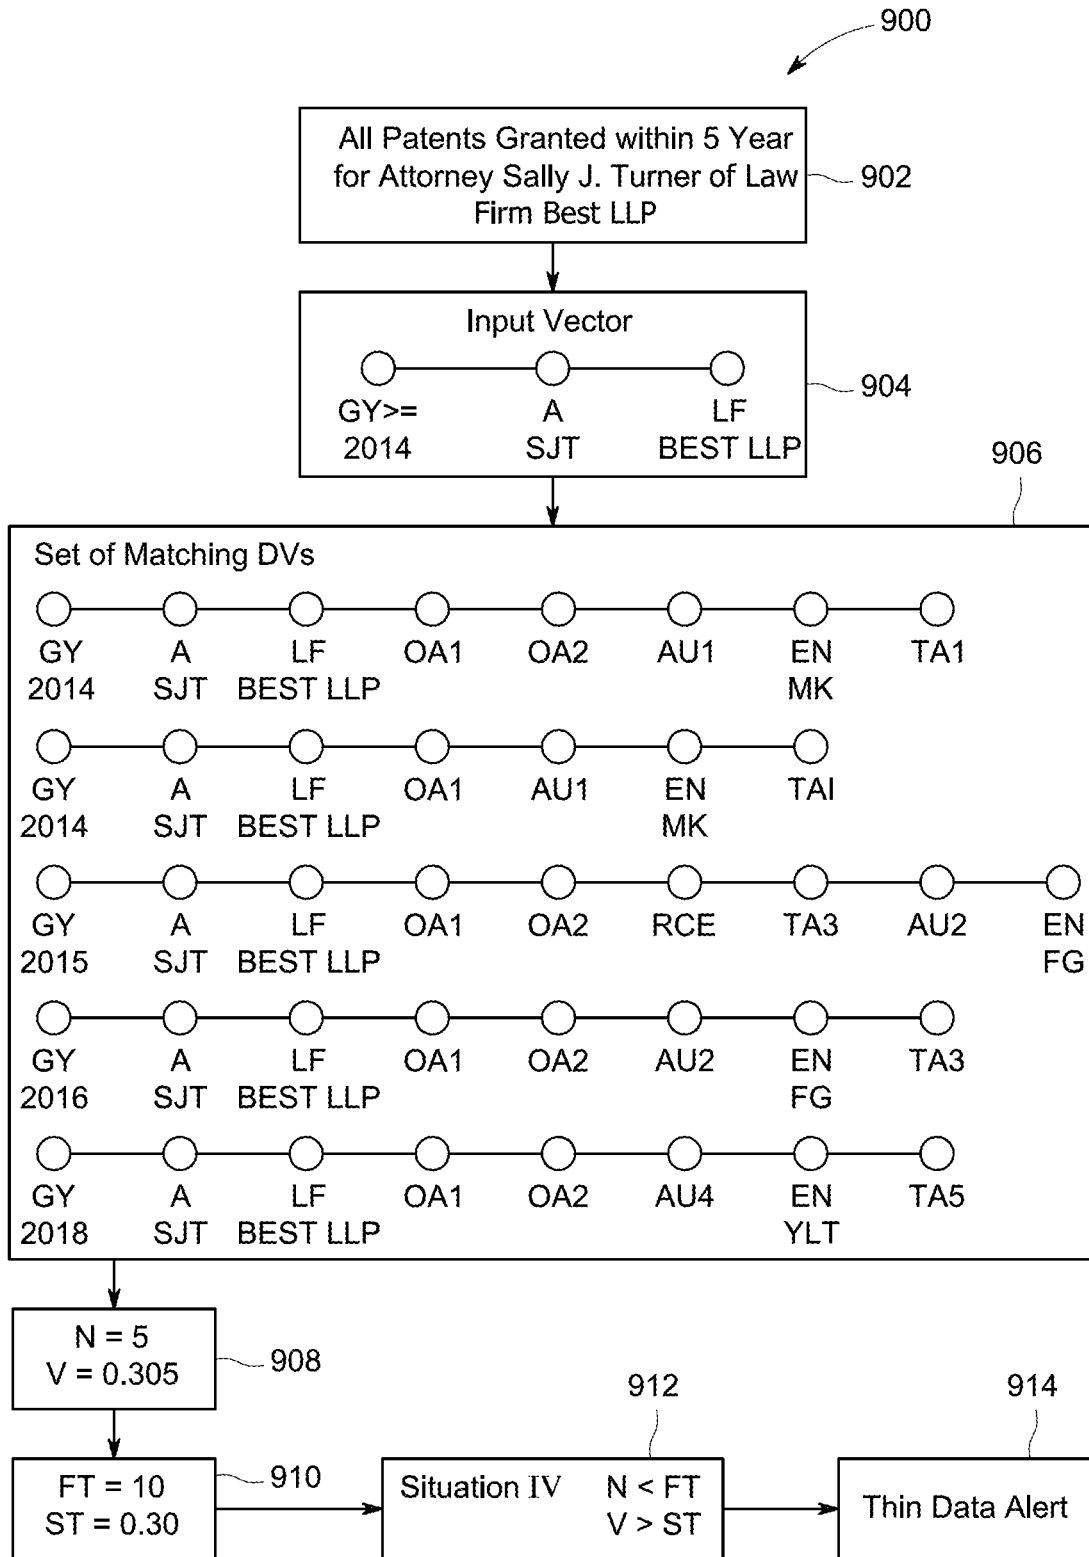 900
All Patents Granted within 5 Year
for Attorney Sally J. Turner of Law
Firm Best LLP
902
Input Vector
GY>= A LF
2014 SJT BEST LLP
904
906
Set of Matching DVs
GY A LF OA1 OA2 AU1 EN TA1
2014 SJT BEST LLP MK
GY A LF OA1 AU1 EN TAI
2014 SJT BEST LLP MK
GY A LF OA1 OA2 RCE TA3 AU2 EN
2015 SJT BEST LLP FG
GY A LF OA1 OA2 AU2 EN TA3
2016 SJT BEST LLP FG
GY A LF OA1 OA2 AU4 EN TA5
2018 SJT BEST LLP YLT
N = 5
V = 0.305
908
FT = 10
ST = 0.30
910
912
Situation IV N < FT
V > ST
914
Thin Data Alert